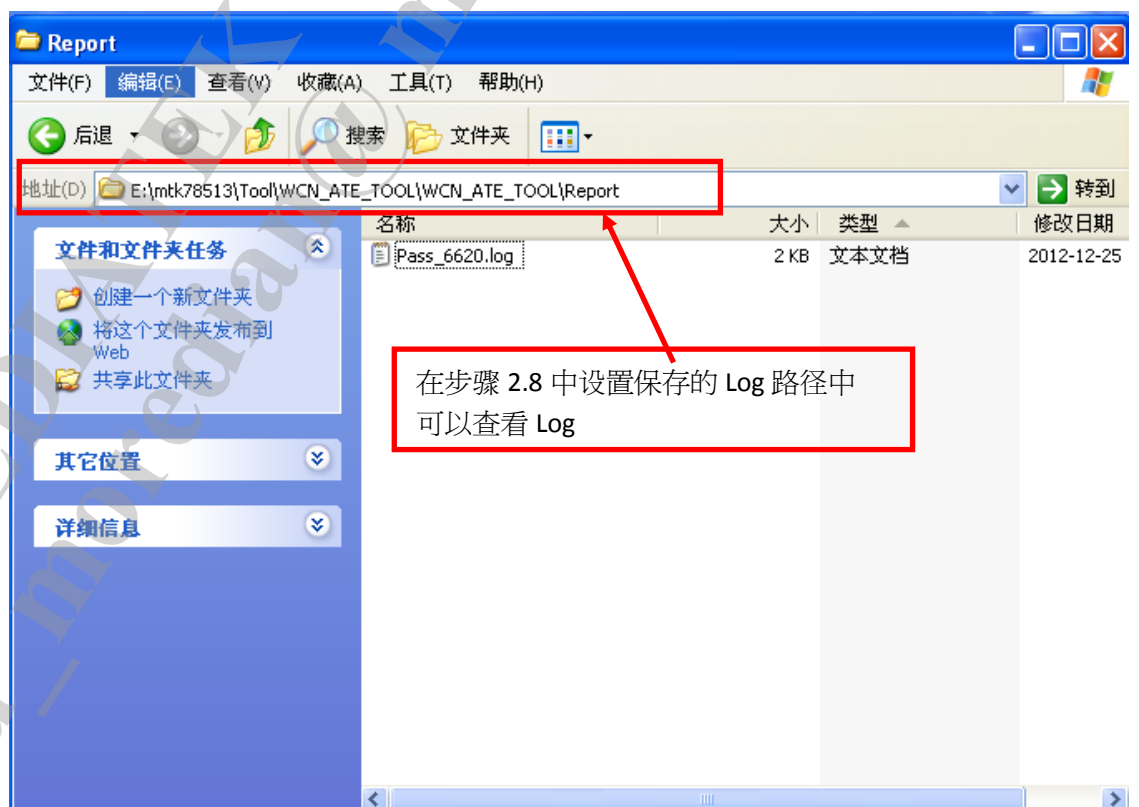 Report
文件(F) 编辑(E) 查看(V) 收藏(A) 工具(T) 帮助(H)
后退 搜索 文件夹
地址(D) E:\mtk78513\Tool\WCN_ATE_TOOL\WCN_ATE_TOOL\Report 转到
名称 大小 类型 修改日期
Pass_6620.log 2 KB 文本文档 2012-12-25
文件和文件夹任务
创建一个新文件夹
将这个文件夹发布到
Web
共享此文件夹
在步骤 2.8 中设置保存的 Log 路径中
可以查看 Log
其它位置
详细信息